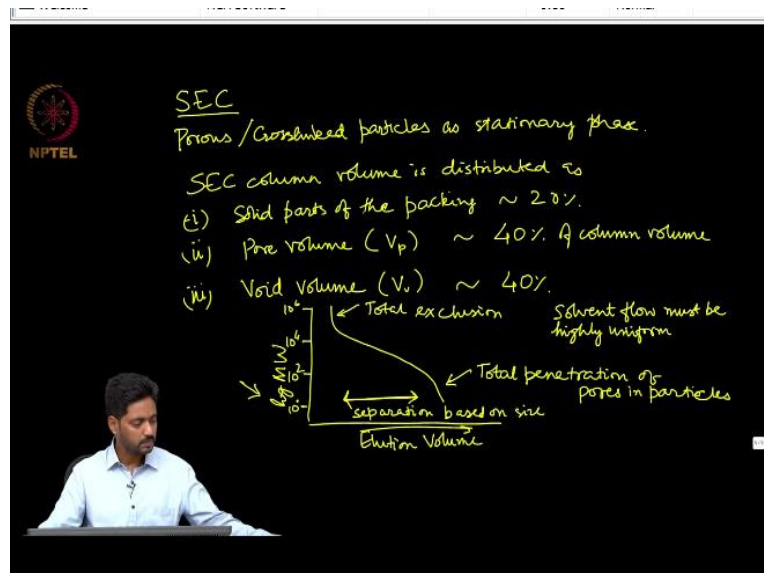 NPTEL
SEC
Porous / Crosslinked particles as stationary phase.
SEC column volume is distributed as
(i) Solid parts of the packing ~ 20%.
(ii) Pore volume (Vp) ~ 40%. of column volume
(iii) Void volume (Vv) ~ 40%.
Total exclusion
Solvent flow must be
highly uniform
10⁶
10⁴
10²
10⁰
log MW
Total penetration of
pores in particles
separation based on size
Elution Volume